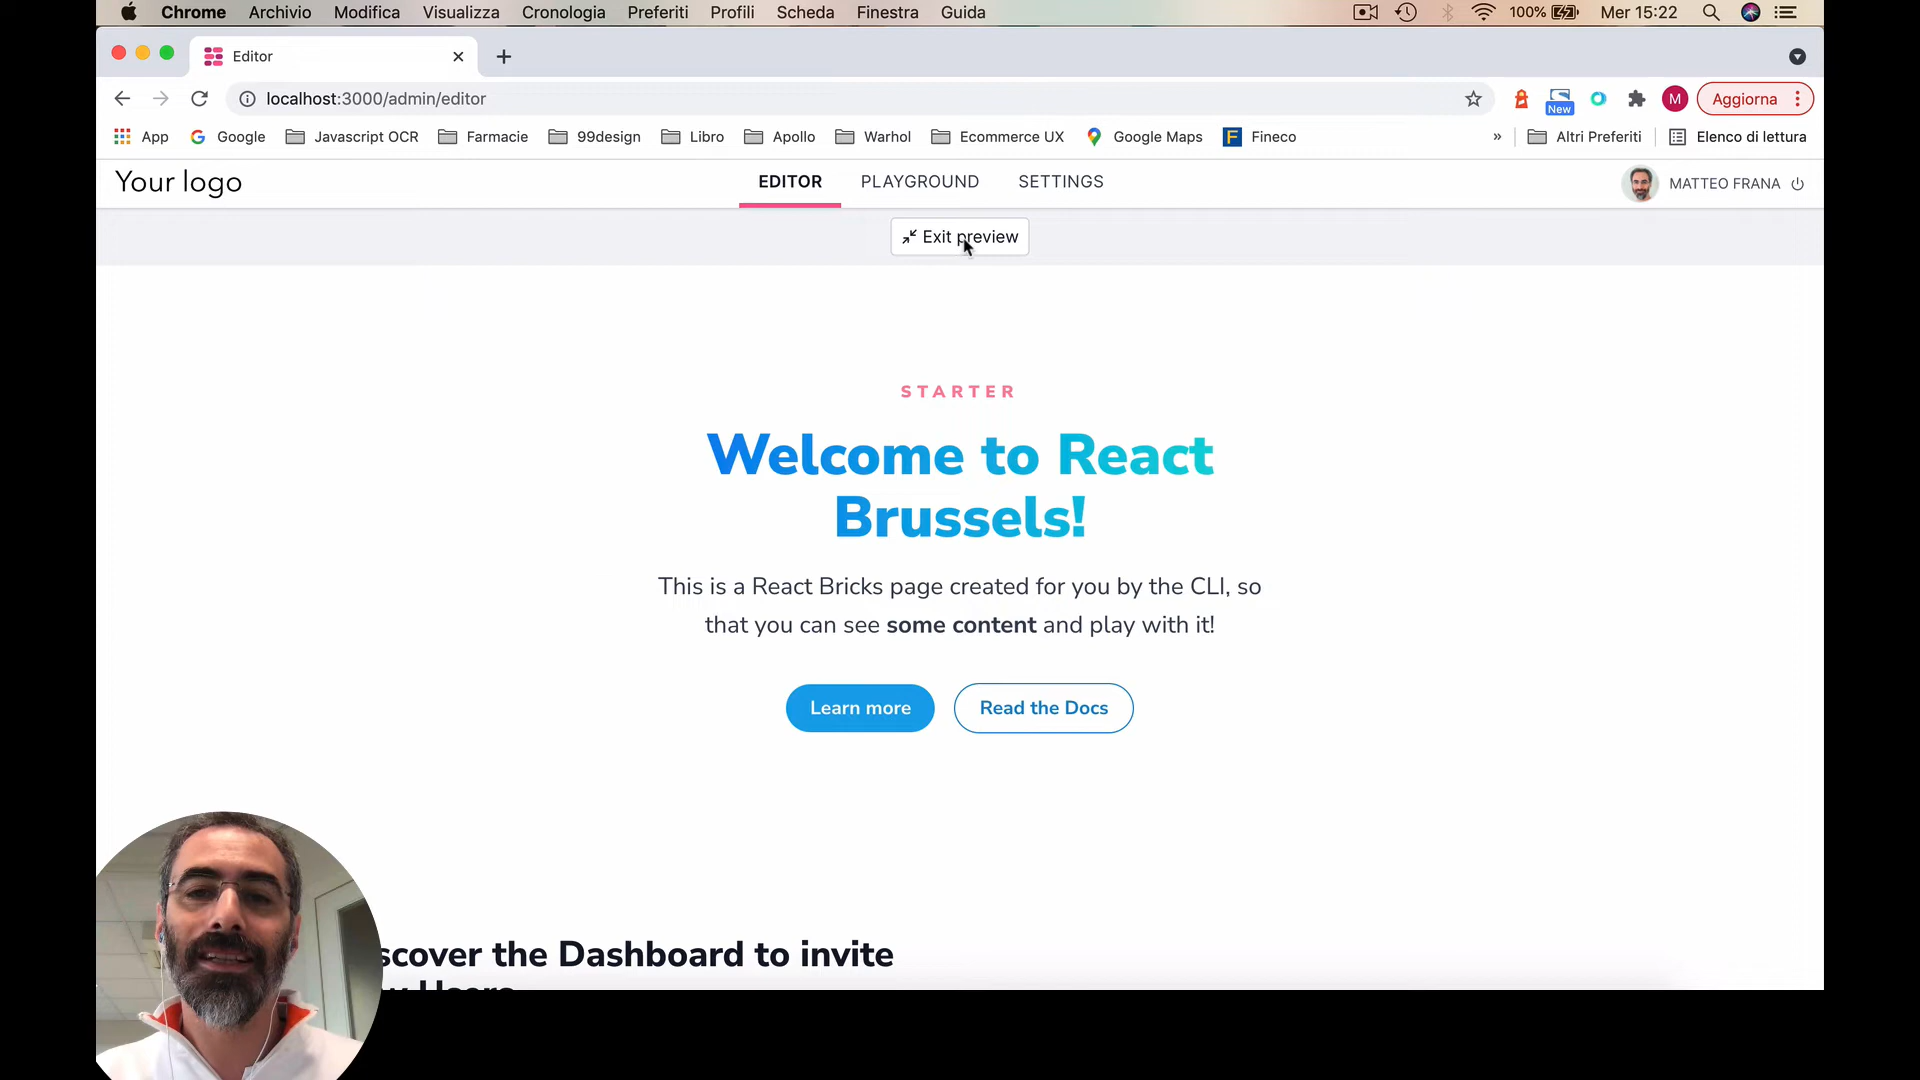 Chrome Archivio Modifica Visualizza Cronologia Preferiti Profili Scheda Finestra Guida 100% Mer 15:22
Editor
localhost:3000/admin/editor New M Aggiorna
App Google Javascript OCR Farmacie 99design Libro Apollo Warhol Ecommerce UX Google Maps F Fineco » Altri Preferiti Elenco di lettura
Your logo EDITOR PLAYGROUND SETTINGS MATTEO FRANA
Exit preview
STARTER
Welcome to React
Brussels!
This is a React Bricks page created for you by the CLI, so
that you can see some content and play with it!
Learn more Read the Docs
scover the Dashboard to invite